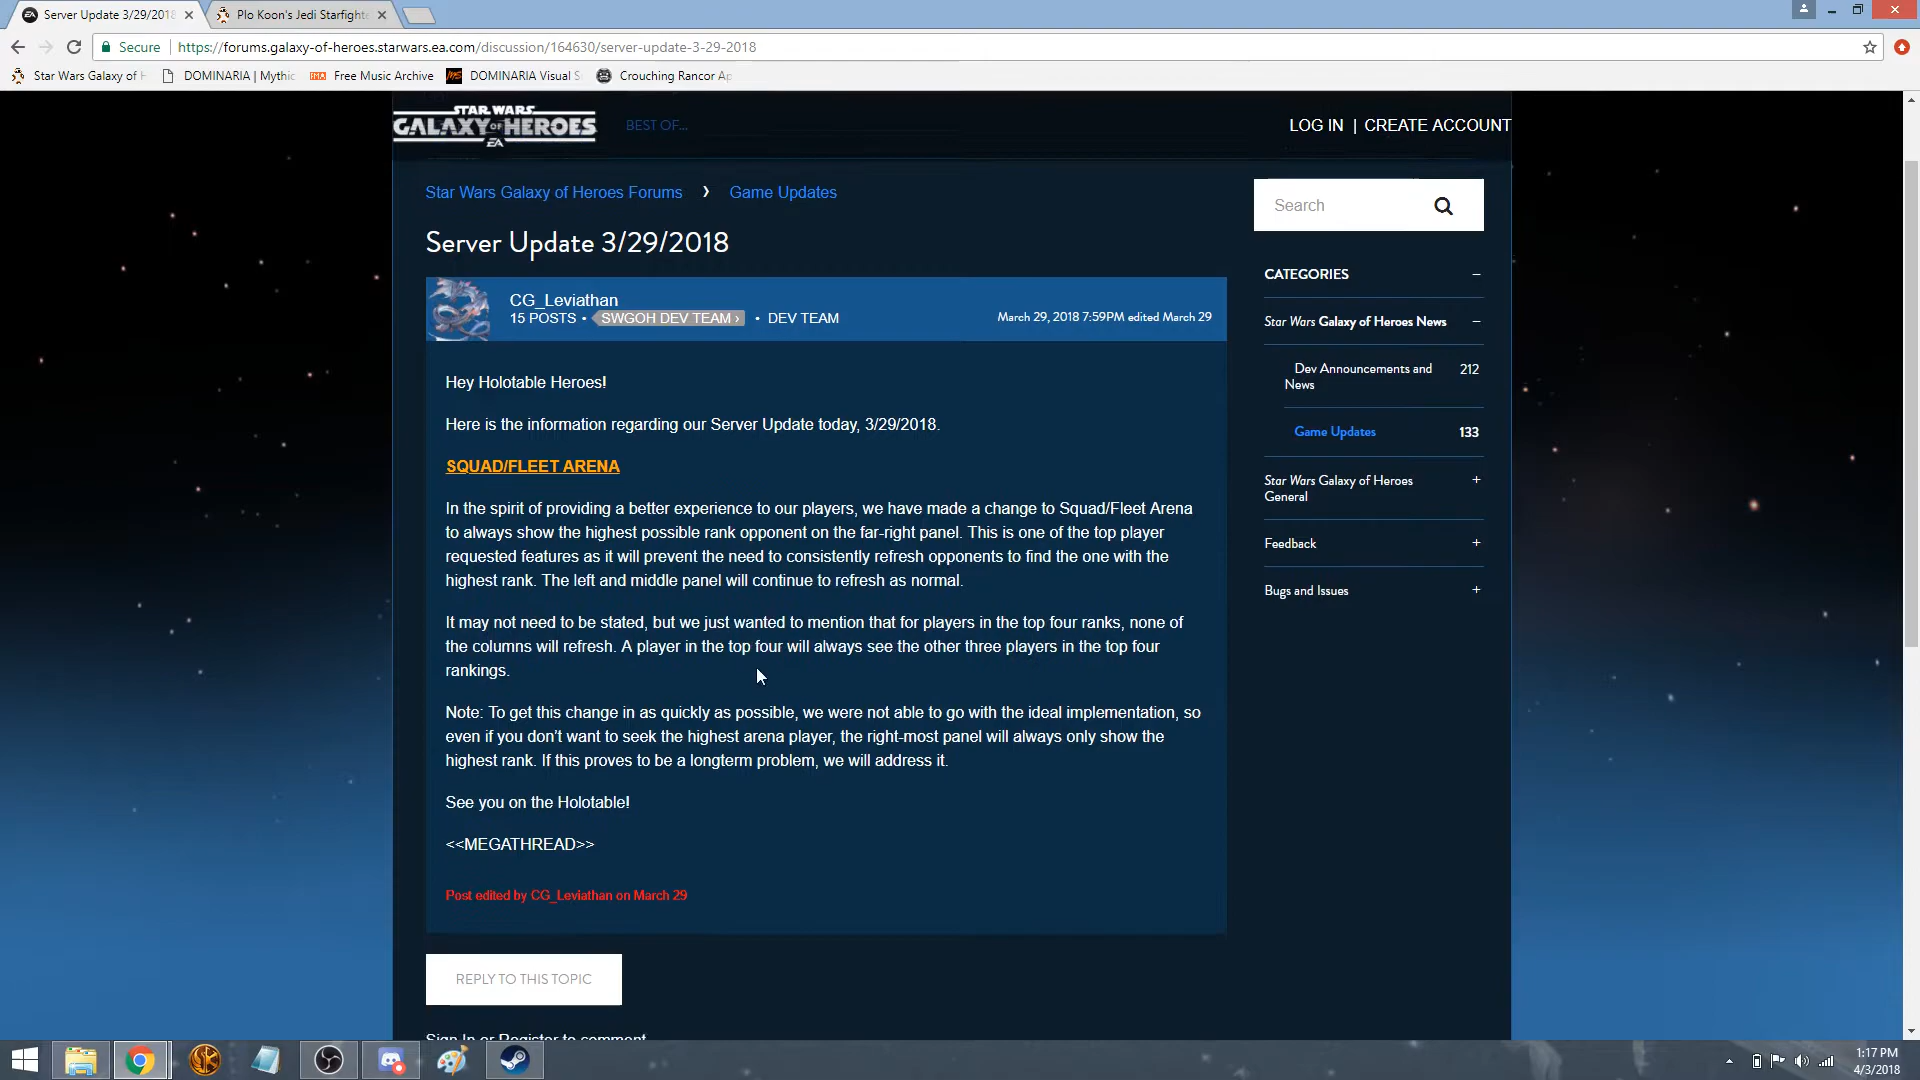 Server Update 3/29/2018
Plo Koon's Jedi Starfighte
Secure
https://forums.galaxy-of-heroes.starwars.ea.com/discussion/164630/server-update-3-29-2018
Star Wars Galaxy of H
DOMINARIA | Mythic
IMA
Free Music Archive
DOMINARIA Visual S
Crouching Rancor Ap
STAR WARS
GALAXY OF HEROES
EA
BEST OF...
LOG IN | CREATE ACCOUNT
Star Wars Galaxy of Heroes Forums › Game Updates
Search
Server Update 3/29/2018
CG_Leviathan
15 POSTS • SWGOH DEV TEAM › • DEV TEAM
March 29, 2018 7:59PM edited March 29
Hey Holotable Heroes!
Here is the information regarding our Server Update today, 3/29/2018.
SQUAD/FLEET ARENA
In the spirit of providing a better experience to our players, we have made a change to Squad/Fleet Arena
to always show the highest possible rank opponent on the far-right panel. This is one of the top player
requested features as it will prevent the need to consistently refresh opponents to find the one with the
highest rank. The left and middle panel will continue to refresh as normal.
It may not need to be stated, but we just wanted to mention that for players in the top four ranks, none of
the columns will refresh. A player in the top four will always see the other three players in the top four
rankings.
Note: To get this change in as quickly as possible, we were not able to go with the ideal implementation, so
even if you don't want to seek the highest arena player, the right-most panel will always only show the
highest rank. If this proves to be a longterm problem, we will address it.
See you on the Holotable!
<<MEGATHREAD>>
Post edited by CG_Leviathan on March 29
REPLY TO THIS TOPIC
Sign In or Register to comment.
CATEGORIES −
Star Wars Galaxy of Heroes News −
Dev Announcements and 212
News
Game Updates 133
Star Wars Galaxy of Heroes +
General
Feedback +
Bugs and Issues +
1:17 PM
4/3/2018